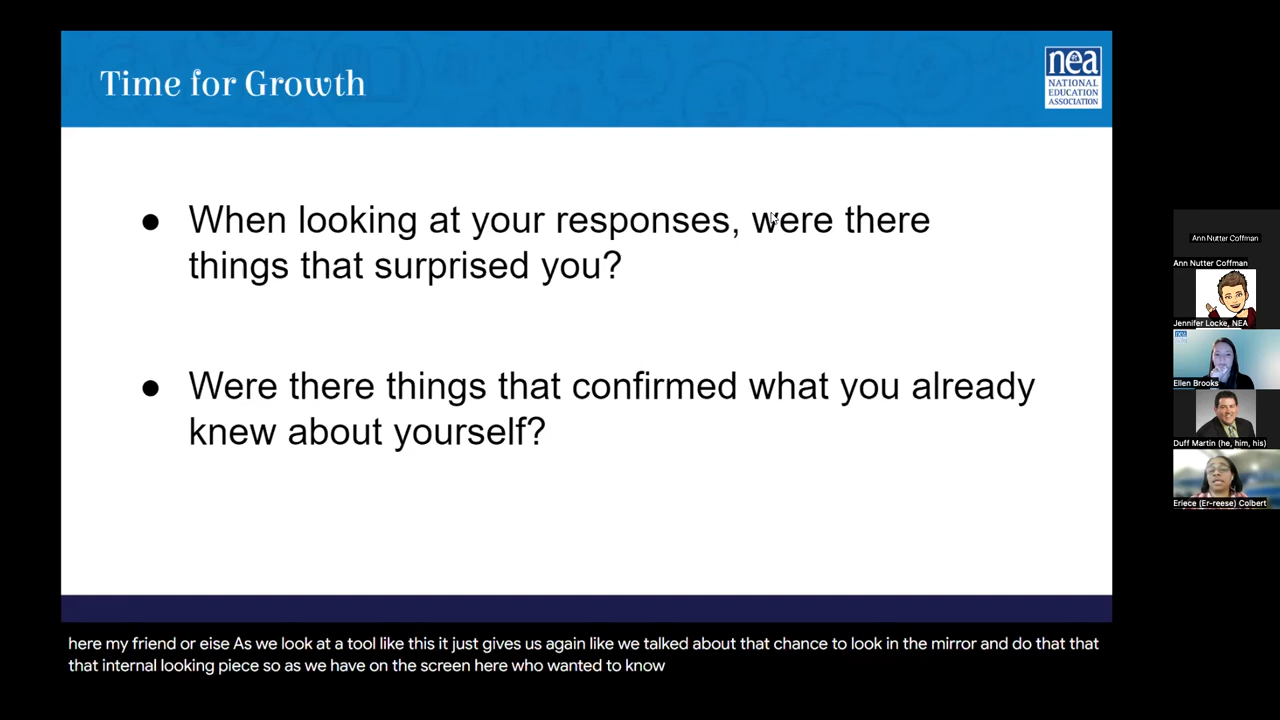 Time for Growth
nea
NATIONAL
EDUCATION
ASSOCIATION
● When looking at your responses, were there
things that surprised you?
● Were there things that confirmed what you already
knew about yourself?
Ann Nutter Coffman
Ann Nutter Coffman
Jennifer Locke, NEA
nea
Ellen Brooks
Duff Martin (he, him, his)
Eriece (Er-reese) Colbert
here my friend or eise As we look at a tool like this it just gives us again like we talked about that chance to look in the mirror and do that that
that internal looking piece so as we have on the screen here who wanted to know